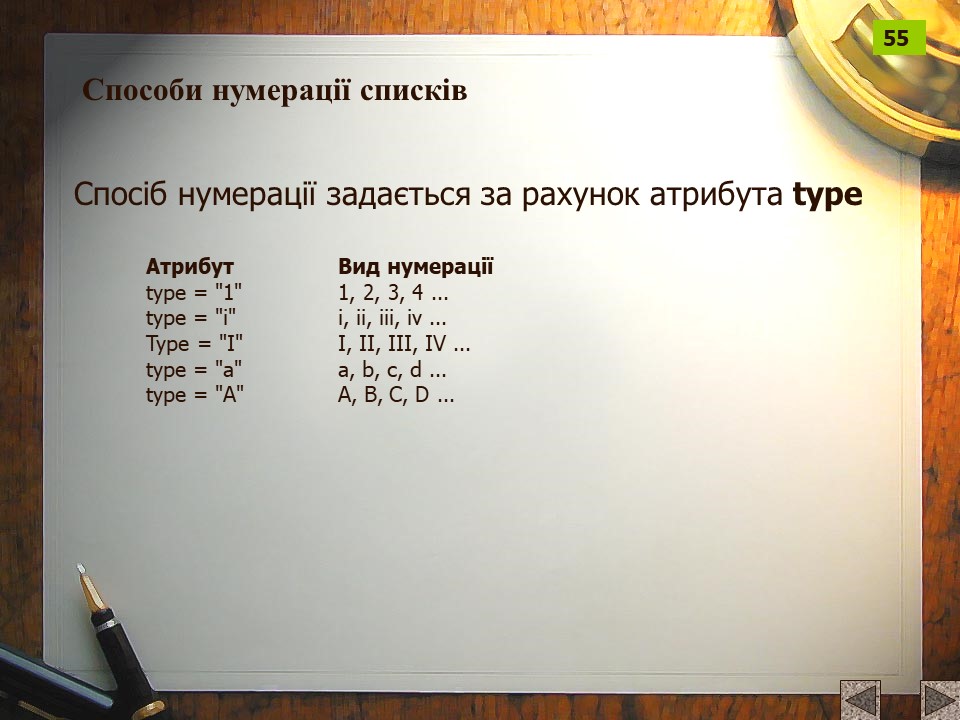 55
Способи нумерації списків
Спосіб нумерації задається за рахунок атрибута type
Атрибут Вид нумерації
type = "1" 1, 2, 3, 4 ...
type = "i" i, ii, iii, iv ...
Type = "I" I, II, III, IV ...
type = "a" a, b, c, d ...
type = "A" A, B, C, D ...